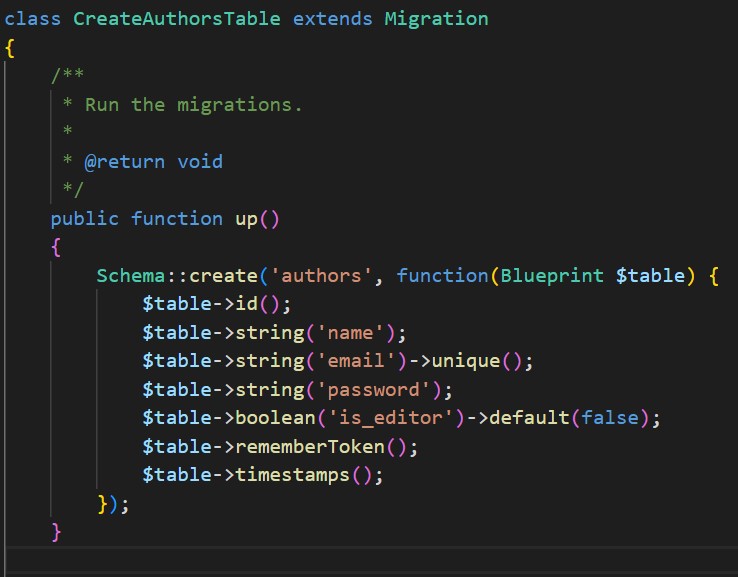 class CreateAuthorsTable extends Migration
{
    /**
     * Run the migrations.
     *
     * @return void
     */
    public function up()
    {
        Schema::create('authors', function(Blueprint $table) {
            $table->id();
            $table->string('name');
            $table->string('email')->unique();
            $table->string('password');
            $table->boolean('is_editor')->default(false);
            $table->rememberToken();
            $table->timestamps();
        });
    }